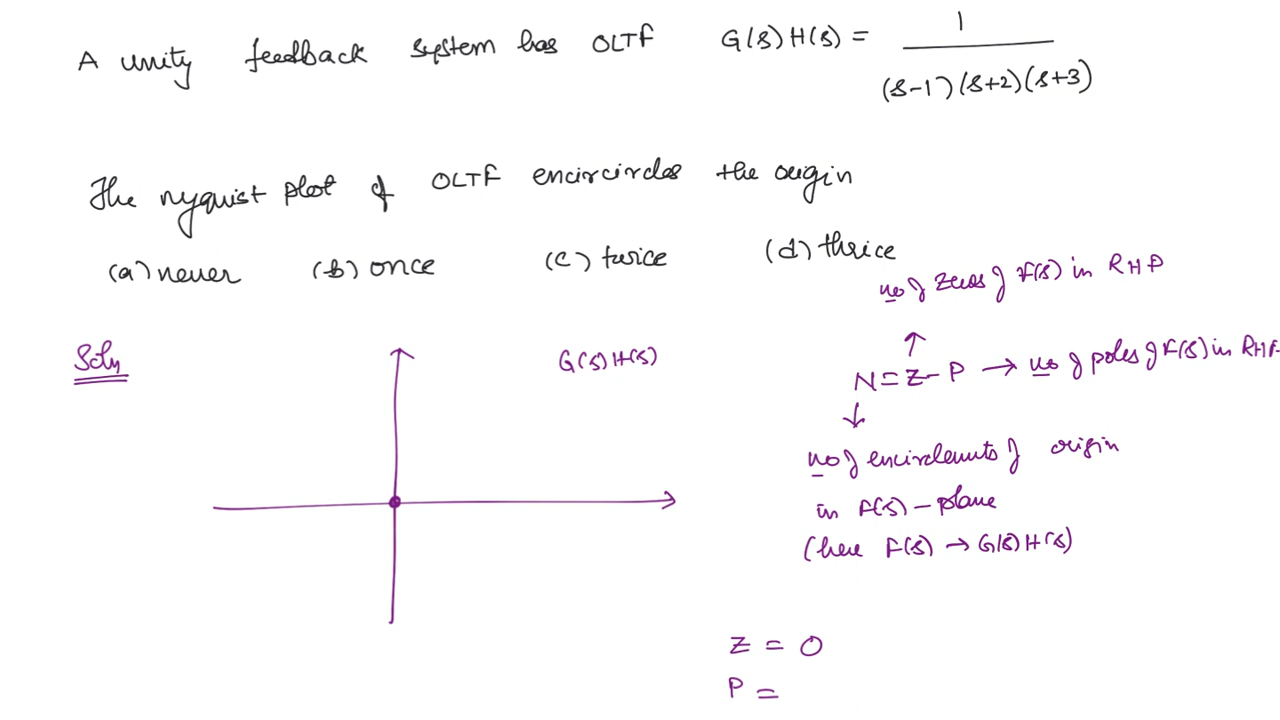 A unity feedback system has OLTF G(s)H(s) = 1 / (s-1)(s+2)(s+3)
The nyquist plot of OLTF encircircles the origin
(a) never (b) once (c) twice (d) thrice
no of zeros of F(s) in RHP
Soln G(s)H(s)
↑
N = Z - P → no of poles of F(s) in RHP
↓
no of encirclemnts of origin
in F(s) - plane
(here F(s) → G(s)H(s)
Z = 0
P =